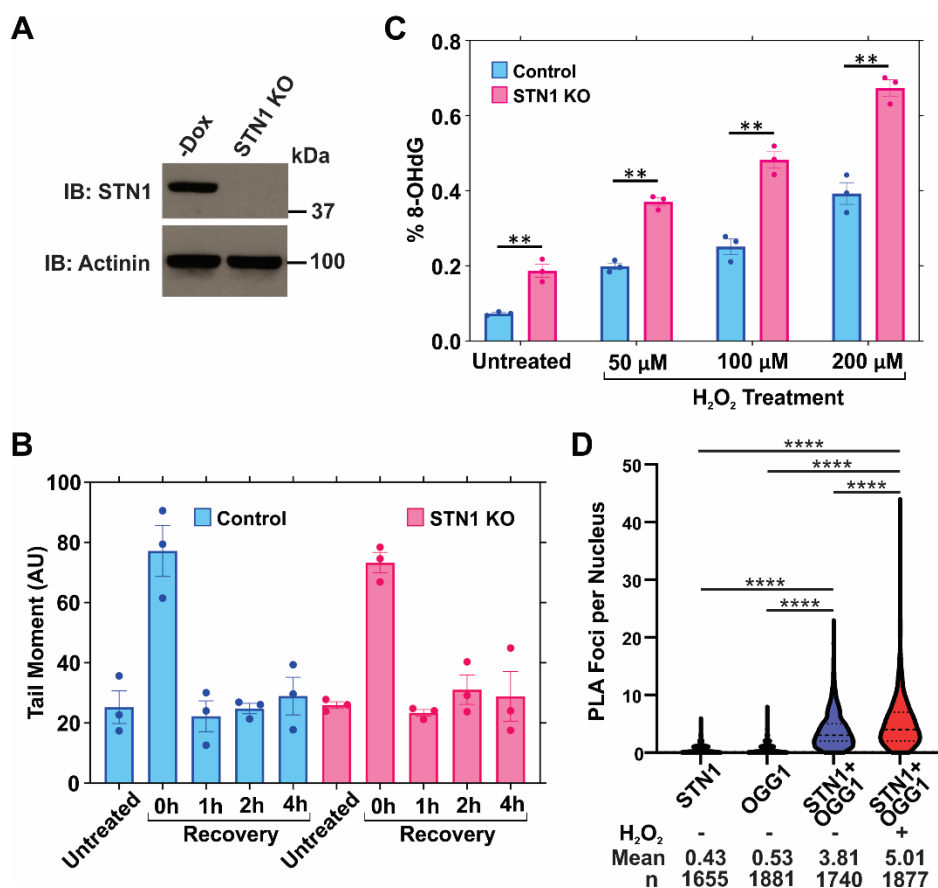 A
-Dox
STN1 KO
kDa
IB: STN1
37
IB: Actinin
100
C
% 8-OHdG
0.8
0.6
0.4
0.2
0.0
Control
STN1 KO
**
**
**
**
Untreated
50 µM
100 µM
200 µM
H₂O₂ Treatment
B
Tail Moment (AU)
100
80
60
40
20
0
Control
STN1 KO
Untreated
0h
1h
2h
4h
Recovery
Untreated
0h
1h
2h
4h
Recovery
D
PLA Foci per Nucleus
50
40
30
20
10
0
****
****
****
****
****
STN1
OGG1
STN1+
OGG1
STN1+
OGG1
H₂O₂ - - - +
Mean 0.43 0.53 3.81 5.01
n 1655 1881 1740 1877